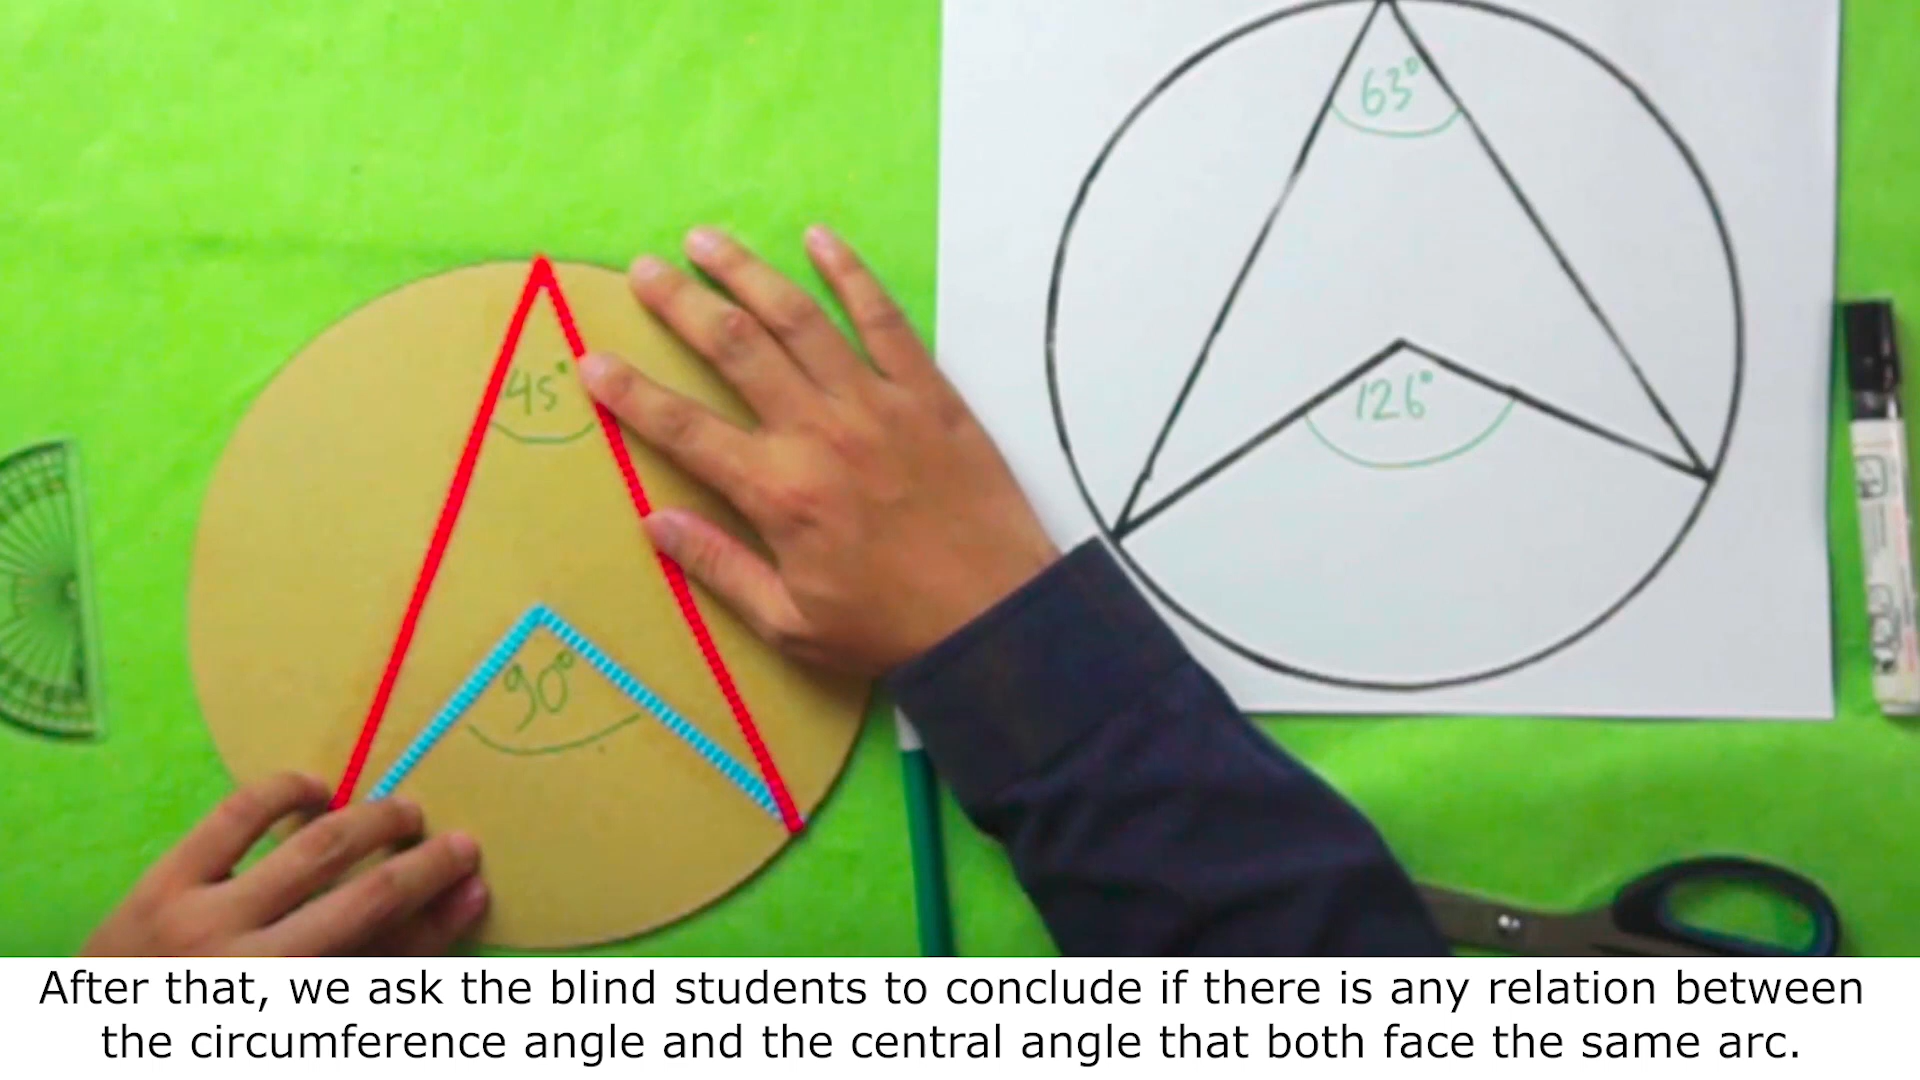 63°
45°
126°
90°
After that, we ask the blind students to conclude if there is any relation between
the circumference angle and the central angle that both face the same arc.